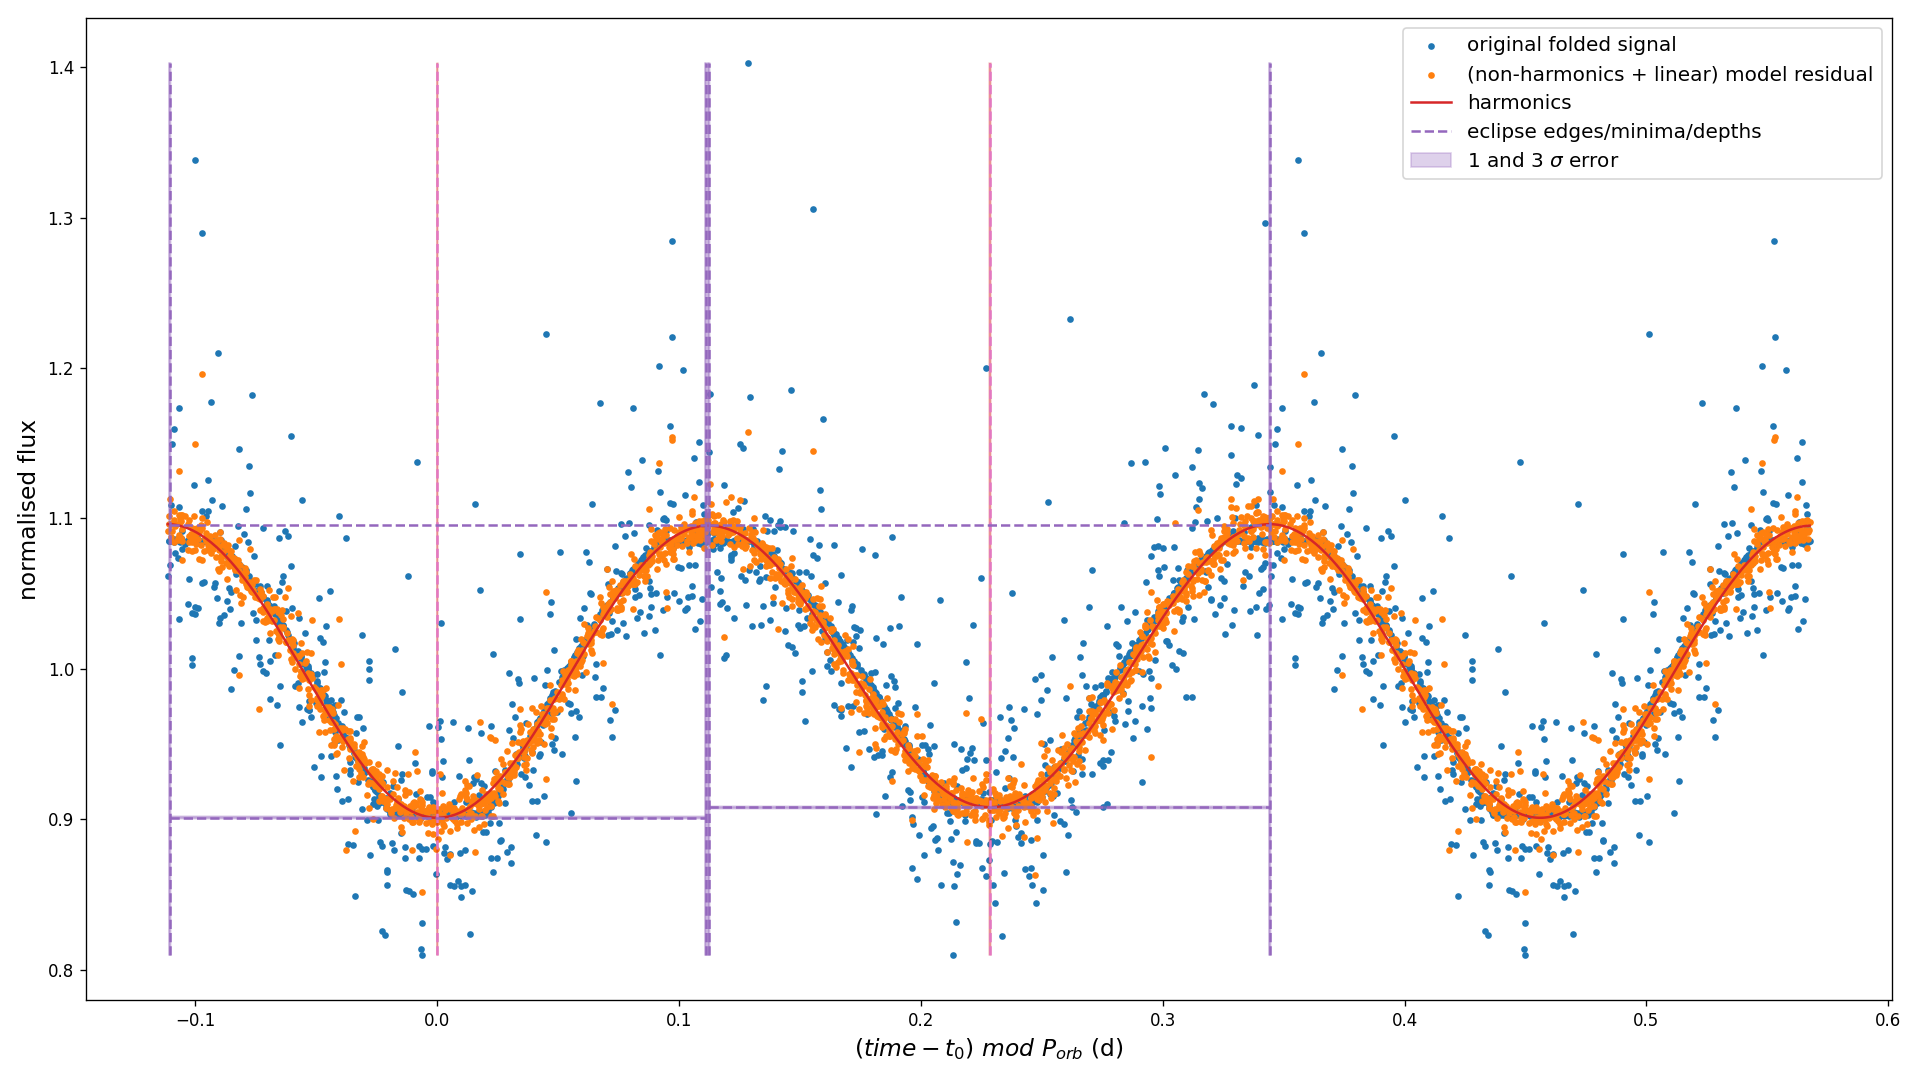 original folded signal
(non-harmonics + linear) model residual
harmonics
eclipse edges/minima/depths
1 and 3 σ error
normalised flux
1.4
1.3
1.2
1.1
1.0
0.9
0.8
−0.1 0.0 0.1 0.2 0.3 0.4 0.5 0.6
(time − t₀) mod Pₒᵣb (d)